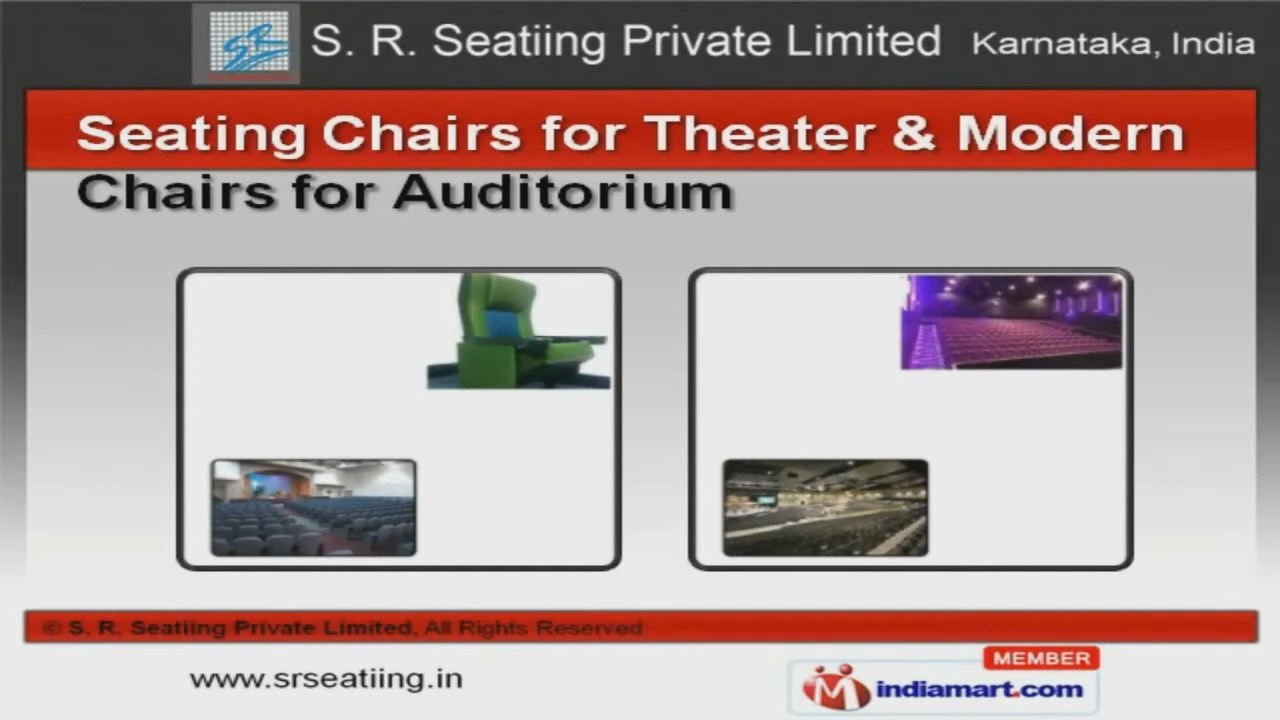 S. R. Seatiing Private Limited Karnataka, India
Seating Chairs for Theater & Modern
Chairs for Auditorium
© S. R. Seatiing Private Limited, All Rights Reserved
www.srseatiing.in
MEMBER
indiamart.com